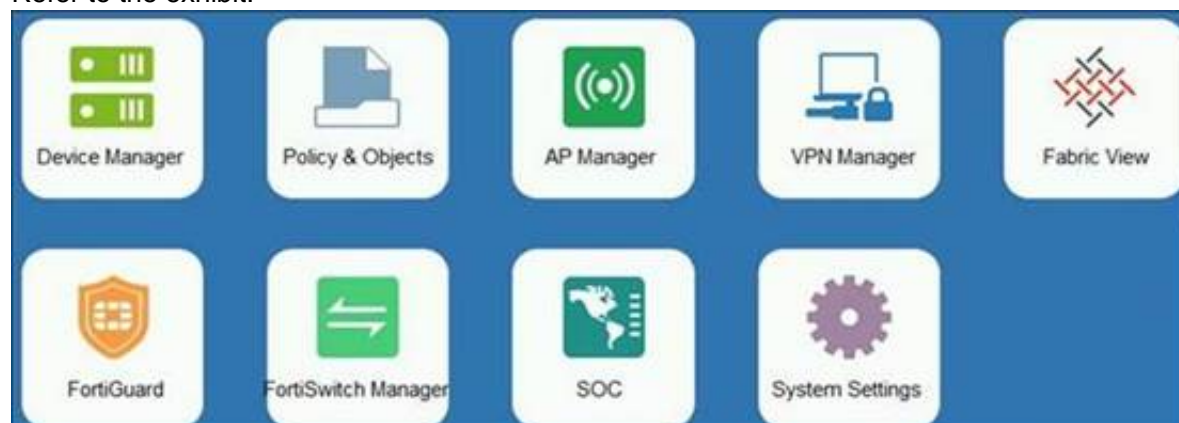 Refer to the exhibit.
Device Manager
Policy & Objects
AP Manager
VPN Manager
Fabric View
FortiGuard
FortiSwitch Manager
SOC
System Settings